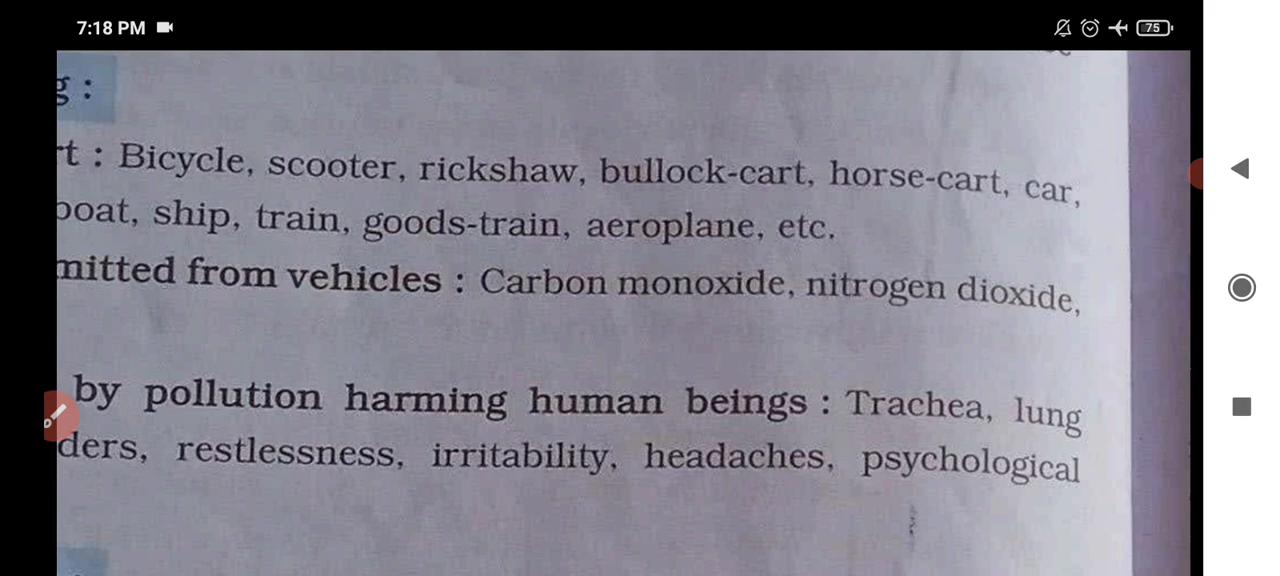 7:18 PM
75
g :
rt : Bicycle, scooter, rickshaw, bullock-cart, horse-cart, car,
boat, ship, train, goods-train, aeroplane, etc.
mitted from vehicles : Carbon monoxide, nitrogen dioxide,
by pollution harming human beings : Trachea, lung
ders, restlessness, irritability, headaches, psychological